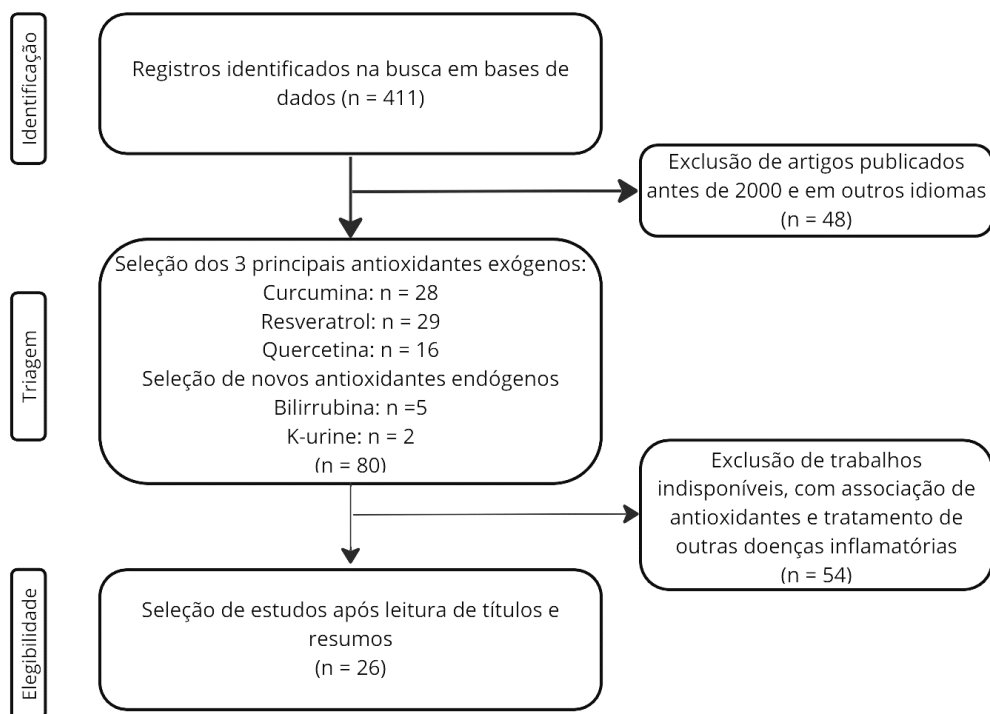 Identificação
Registros identificados na busca em bases de
dados (n = 411)
Exclusão de artigos publicados
antes de 2000 e em outros idiomas
(n = 48)
Triagem
Seleção dos 3 principais antioxidantes exógenos:
Curcumina: n = 28
Resveratrol: n = 29
Quercetina: n = 16
Seleção de novos antioxidantes endógenos
Bilirrubina: n =5
K-urine: n = 2
(n = 80)
Exclusão de trabalhos
indisponíveis, com associação de
antioxidantes e tratamento de
outras doenças inflamatórias
(n = 54)
Elegibilidade
Seleção de estudos após leitura de títulos e
resumos
(n = 26)